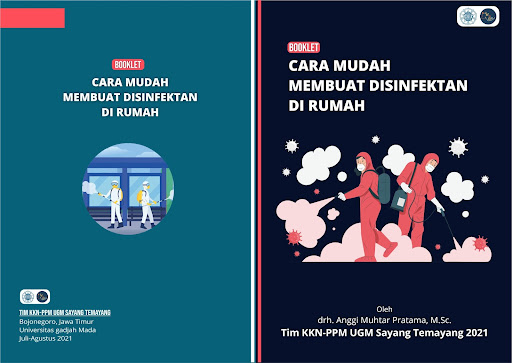 BOOKLET
CARA MUDAH
MEMBUAT DISINFEKTAN
DI RUMAH
TIM KKN-PPM UGM SAYANG TEMAYANG
Bojonegoro, Jawa Timur
Universitas gadjah Mada
Juli-Agustus 2021
BOOKLET
CARA MUDAH
MEMBUAT DISINFEKTAN
DI RUMAH
Oleh
drh. Anggi Muhtar Pratama, M.Sc.
Tim KKN-PPM UGM Sayang Temayang 2021